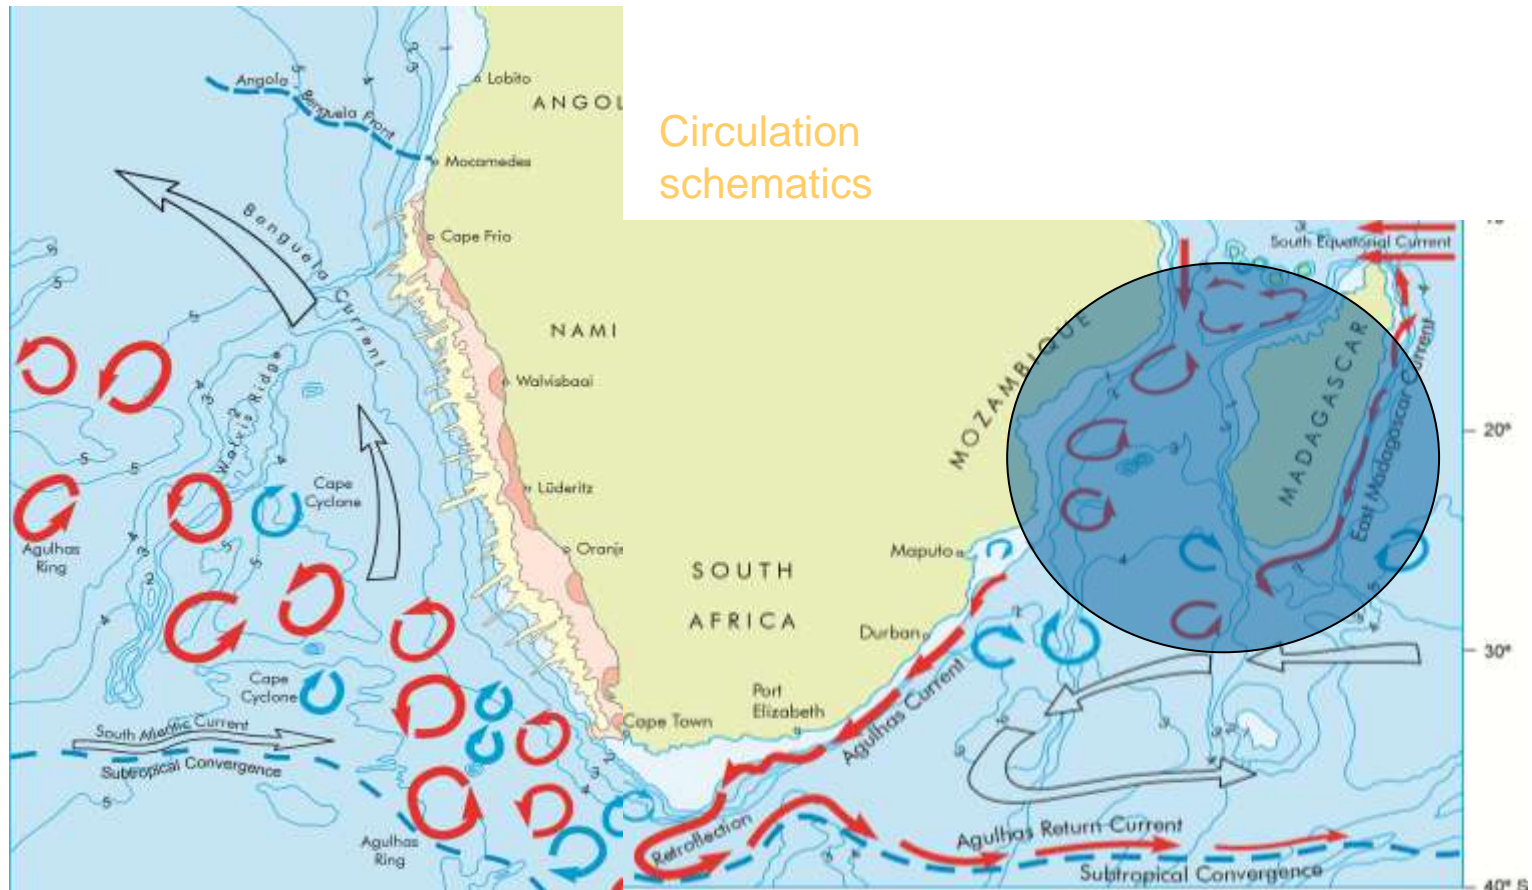 Circulation
schematics
Lobito
Angola - Benguela Front
ANGOL
Mocamedes
Benguela Current
Cape Frio
South Equatorial Current
NAMI
MOZAMBIQUE
MADAGASCAR
East Madagascar Current
Walvisbaai
Walvis Ridge
20°
Cape
Cyclone
Lüderitz
Agulhas
Ring
Oranje
Maputo
SOUTH
AFRICA
Durban
30°
Cape
Cyclone
Port
Elizabeth
Cape Town
Agulhas Current
South Atlantic Current
Subtropical Convergence
Agulhas
Ring
Retroflection
Agulhas Return Current
Subtropical Convergence
40° S